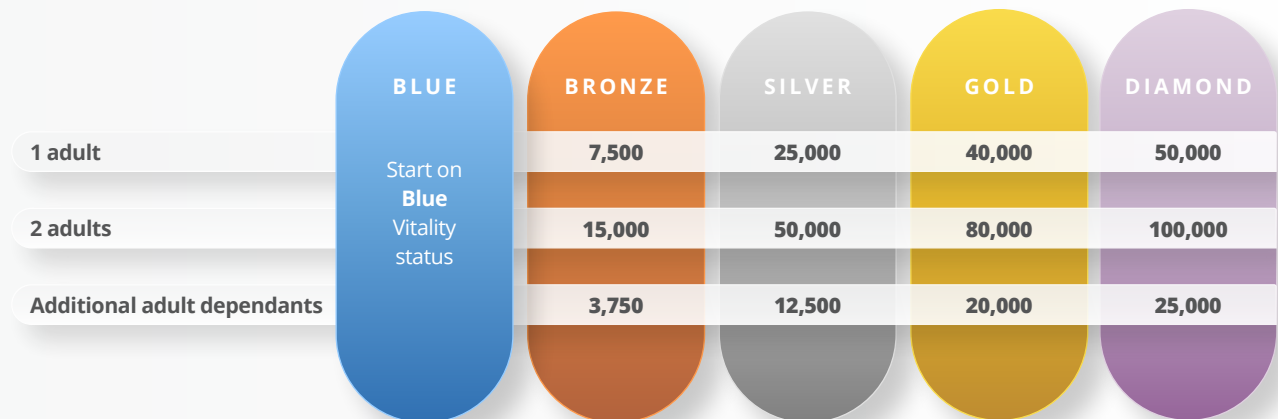 BLUE BRONZE SILVER GOLD DIAMOND
1 adult 7,500 25,000 40,000 50,000
Start on
Blue
Vitality
status
2 adults 15,000 50,000 80,000 100,000
Additional adult dependants 3,750 12,500 20,000 25,000